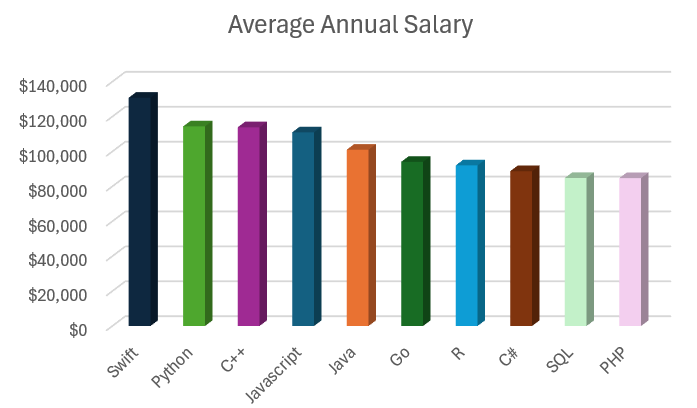 Average Annual Salary
$140,000
$120,000
$100,000
$80,000
$60,000
$40,000
$20,000
$0
Swift
Python
C++
Javascript
Java
Go
R
C#
SQL
PHP